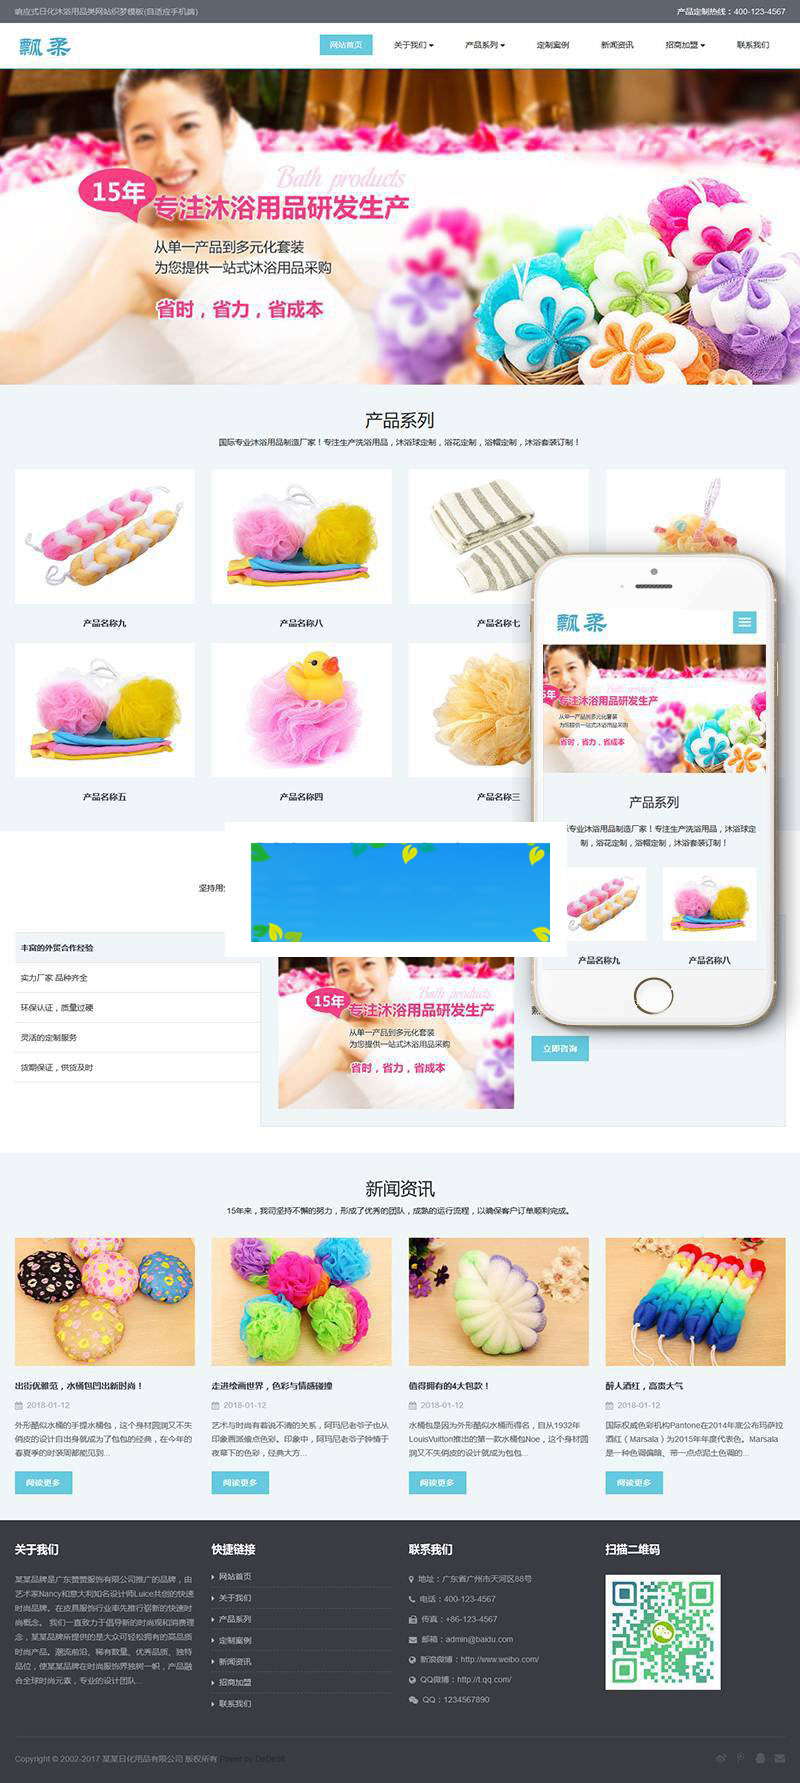 响应式日化沐浴用品类网站织梦模板(自适应手机端)
产品定制热线：400-123-4567
飘柔
网站首页
关于我们
产品系列
定制案例
新闻资讯
招商加盟
联系我们
Bath products
15年
专注沐浴用品研发生产
从单一产品到多元化套装
为您提供一站式沐浴用品采购
省时，省力，省成本
产品系列
国际专业沐浴用品制造厂家！专注生产洗浴用品，沐浴球定制，浴花定制，浴帽定制，沐浴套装订制！
产品名称九
产品名称八
产品名称七
产品名称五
产品名称四
产品名称三
飘柔
Bath products
5年
专注沐浴用品研发生产
从单一产品到多元化套装
为您提供一站式沐浴用品采购
省时，省力，省成本
产品系列
专业沐浴用品制造厂家！专注生产洗浴用品，沐浴球定
制，浴花定制，浴帽定制，沐浴套装订制！
产品名称九
产品名称八
坚持用
丰富的外贸合作经验
实力厂家 品种齐全
环保认证，质量过硬
灵活的定制服务
货期保证，供货及时
Bath products
15年
专注沐浴用品研发生产
从单一产品到多元化套装
为您提供一站式沐浴用品采购
省时，省力，省成本
立即咨询
新闻资讯
15年来，我司坚持不懈的努力，形成了优秀的团队，成熟的运行流程，以确保客户订单顺利完成。
出街优雅范，水桶包凹出新时尚！
2018-01-12
外形酷似水桶的手提水桶包，这个身材圆润又不失
俏皮的设计自出身就成为了包包的经典，在今年的
春夏季的时装周都能见到...
阅读更多
走进绘画世界，色彩与情感碰撞
2018-01-12
艺术与时尚有着说不清的关系，阿玛尼老爷子也从
印象画派偷点色彩。印象中，阿玛尼老爷子钟情于
夜幕下的色彩，经典大方...
阅读更多
值得拥有的4大包款！
2018-01-12
水桶包是因为外形酷似水桶而得名，自从1932年
LouisVuitton推出的第一款水桶包Noe，这个身材圆
润又不失俏皮的设计就成为包包...
阅读更多
醉人酒红，高贵大气
2018-01-12
国际权威色彩机构Pantone在2014年底公布玛萨拉
酒红（Marsala）为2015年年度代表色。Marsala
是一种色调偏暗、带一点点泥土色调的...
阅读更多
关于我们
某某品牌是广东赞赞服饰有限公司推广的品牌，由
艺术家Nancy和意大利知名设计师Luice共创的快速
时尚品牌。在皮具服饰行业率先推行崭新的快速时
尚概念。 我们一直致力于倡导新的时尚观和消费理
念，某某品牌所提供的是大众可轻松拥有的亮品质
时尚产品。潮流前沿、稀有数量、优秀品质、独特
品位，使某某品牌在时尚服饰界独树一帜，产品融
合全球时尚元素，专业的设计团队...
快捷链接
网站首页
关于我们
产品系列
定制案例
新闻资讯
招商加盟
联系我们
联系我们
地址：广东省广州市天河区88号
电话：400-123-4567
传真：+86-123-4567
邮箱：admin@baidu.com
新浪微博：http://www.weibo.com/
QQ微博：http://t.qq.com/
QQ：1234567890
扫描二维码
Copyright © 2002-2017 某某日化用品有限公司 版权所有